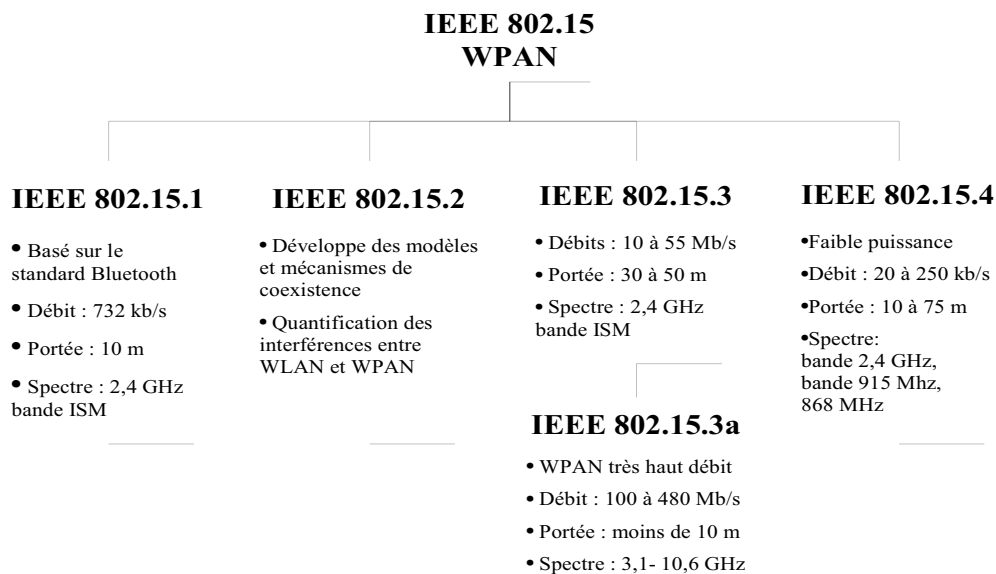 IEEE 802.15
WPAN
IEEE 802.15.1
• Basé sur le
standard Bluetooth
• Débit : 732 kb/s
• Portée : 10 m
• Spectre : 2,4 GHz
bande ISM
IEEE 802.15.2
• Développe des modèles
et mécanismes de
coexistence
• Quantification des
interférences entre
WLAN et WPAN
IEEE 802.15.3
• Débits : 10 à 55 Mb/s
• Portée : 30 à 50 m
• Spectre : 2,4 GHz
bande ISM
IEEE 802.15.3a
• WPAN très haut débit
• Débit : 100 à 480 Mb/s
• Portée : moins de 10 m
• Spectre : 3,1- 10,6 GHz
IEEE 802.15.4
•Faible puissance
•Débit : 20 à 250 kb/s
•Portée : 10 à 75 m
•Spectre:
bande 2,4 GHz,
bande 915 Mhz,
868 MHz